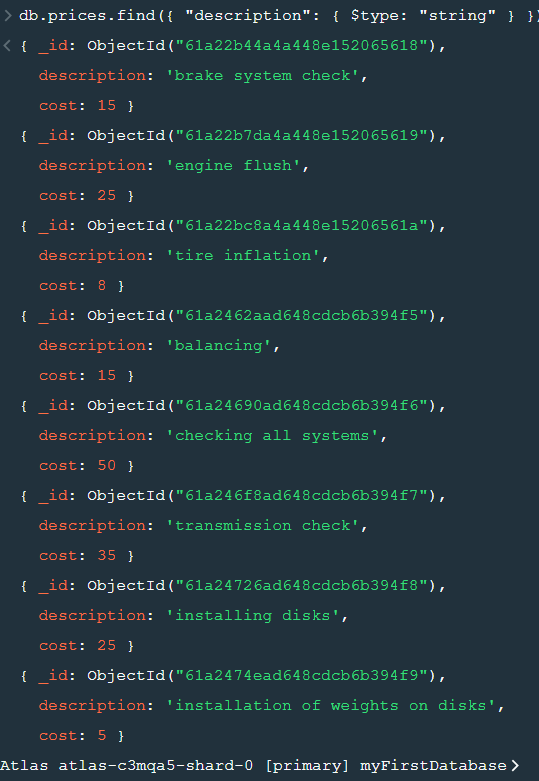 > db.prices.find({ "description": { $type: "string" } })
< { _id: ObjectId("61a22b44a4a448e152065618"),
description: 'brake system check',
cost: 15 }
{ _id: ObjectId("61a22b7da4a448e152065619"),
description: 'engine flush',
cost: 25 }
{ _id: ObjectId("61a22bc8a4a448e15206561a"),
description: 'tire inflation',
cost: 8 }
{ _id: ObjectId("61a2462aad648cdcb6b394f5"),
description: 'balancing',
cost: 15 }
{ _id: ObjectId("61a24690ad648cdcb6b394f6"),
description: 'checking all systems',
cost: 50 }
{ _id: ObjectId("61a246f8ad648cdcb6b394f7"),
description: 'transmission check',
cost: 35 }
{ _id: ObjectId("61a24726ad648cdcb6b394f8"),
description: 'installing disks',
cost: 25 }
{ _id: ObjectId("61a2474ead648cdcb6b394f9"),
description: 'installation of weights on disks',
cost: 5 }
Atlas atlas-c3mqa5-shard-0 [primary] myFirstDatabase>